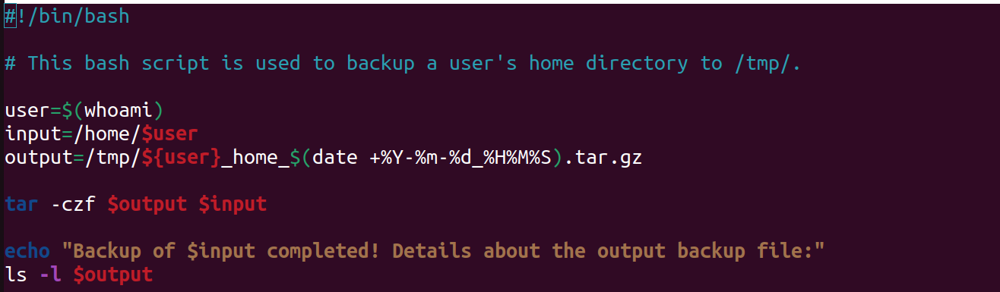 #!/bin/bash
# This bash script is used to backup a user's home directory to /tmp/.
user=$(whoami)
input=/home/$user
output=/tmp/${user}_home_$(date +%Y-%m-%d_%H%M%S).tar.gz
tar -czf $output $input
echo "Backup of $input completed! Details about the output backup file:"
ls -l $output